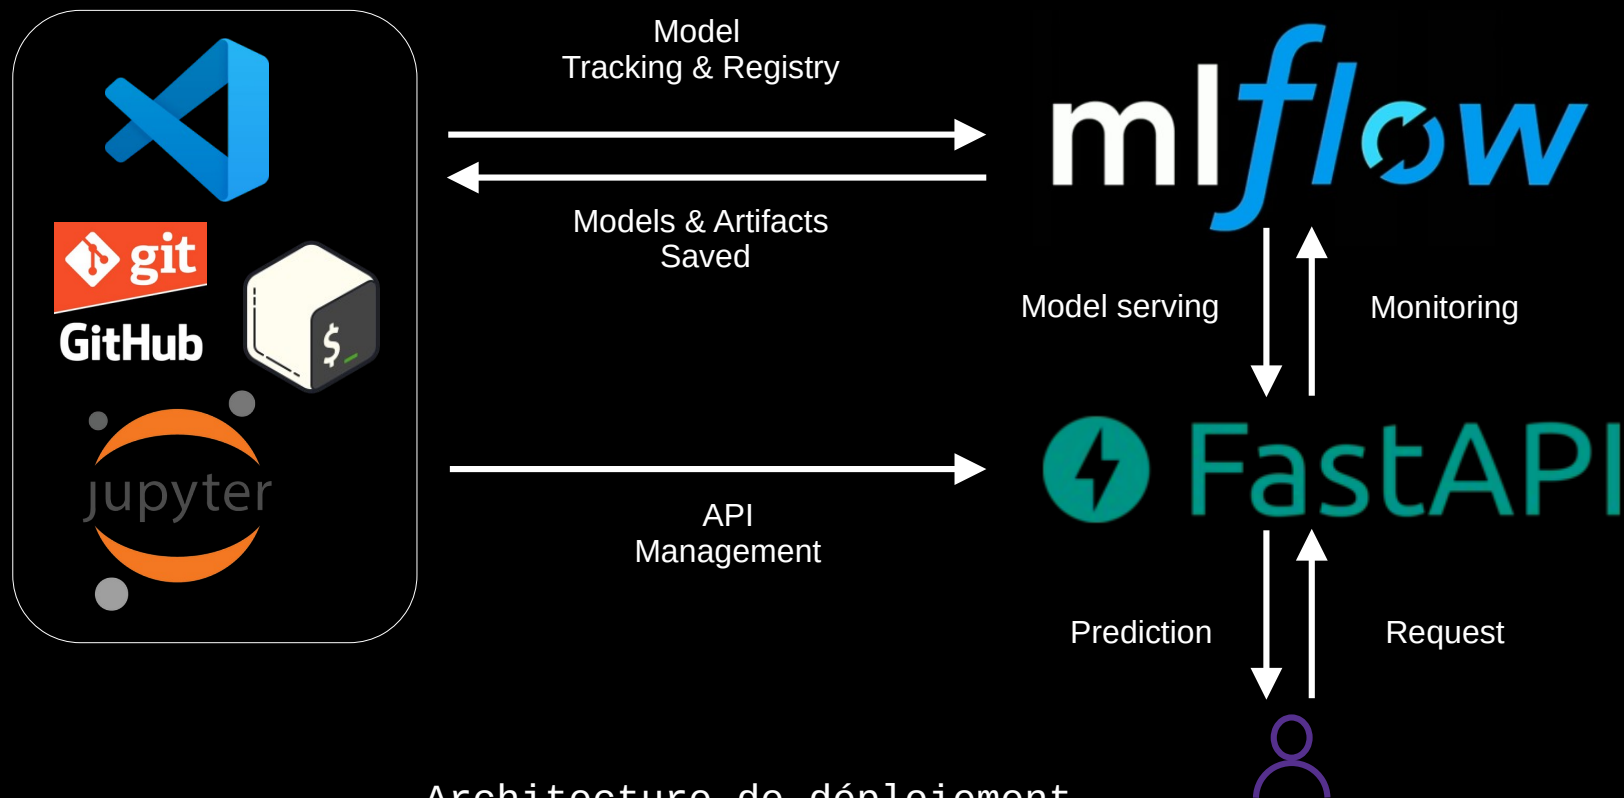 Model
Tracking & Registry
mlflow
Models & Artifacts
Saved
git
GitHub
$_
Model serving
Monitoring
jupyter
FastAPI
API
Management
Prediction
Request
Architecture de déploiement